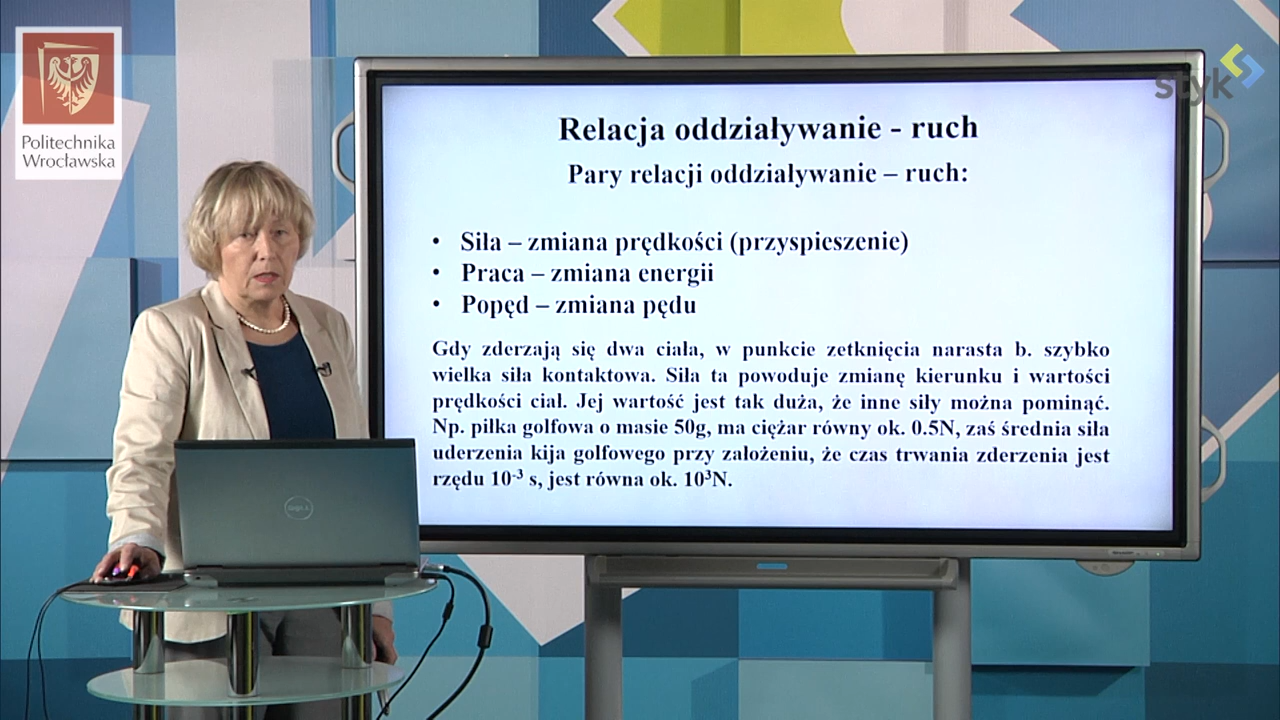 Politechnika
Wrocławska
styk
Relacja oddziaływanie - ruch
Pary relacji oddziaływanie – ruch:
• Siła – zmiana prędkości (przyspieszenie)
• Praca – zmiana energii
• Popęd – zmiana pędu
Gdy zderzają się dwa ciała, w punkcie zetknięcia narasta b. szybko
wielka siła kontaktowa. Siła ta powoduje zmianę kierunku i wartości
prędkości ciał. Jej wartość jest tak duża, że inne siły można pominąć.
Np. piłka golfowa o masie 50g, ma ciężar równy ok. 0.5N, zaś średnia siła
uderzenia kija golfowego przy założeniu, że czas trwania zderzenia jest
rzędu 10⁻³ s, jest równa ok. 10³N.